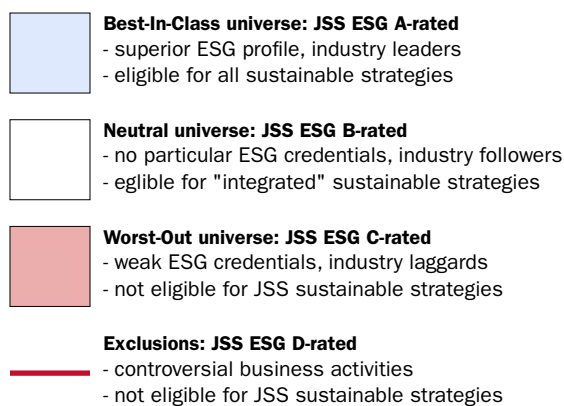 Best-In-Class universe: JSS ESG A-rated
- superior ESG profile, industry leaders
- eligible for all sustainable strategies
Neutral universe: JSS ESG B-rated
- no particular ESG credentials, industry followers
- eglible for "integrated" sustainable strategies
Worst-Out universe: JSS ESG C-rated
- weak ESG credentials, industry laggards
- not eligible for JSS sustainable strategies
Exclusions: JSS ESG D-rated
- controversial business activities
- not eligible for JSS sustainable strategies